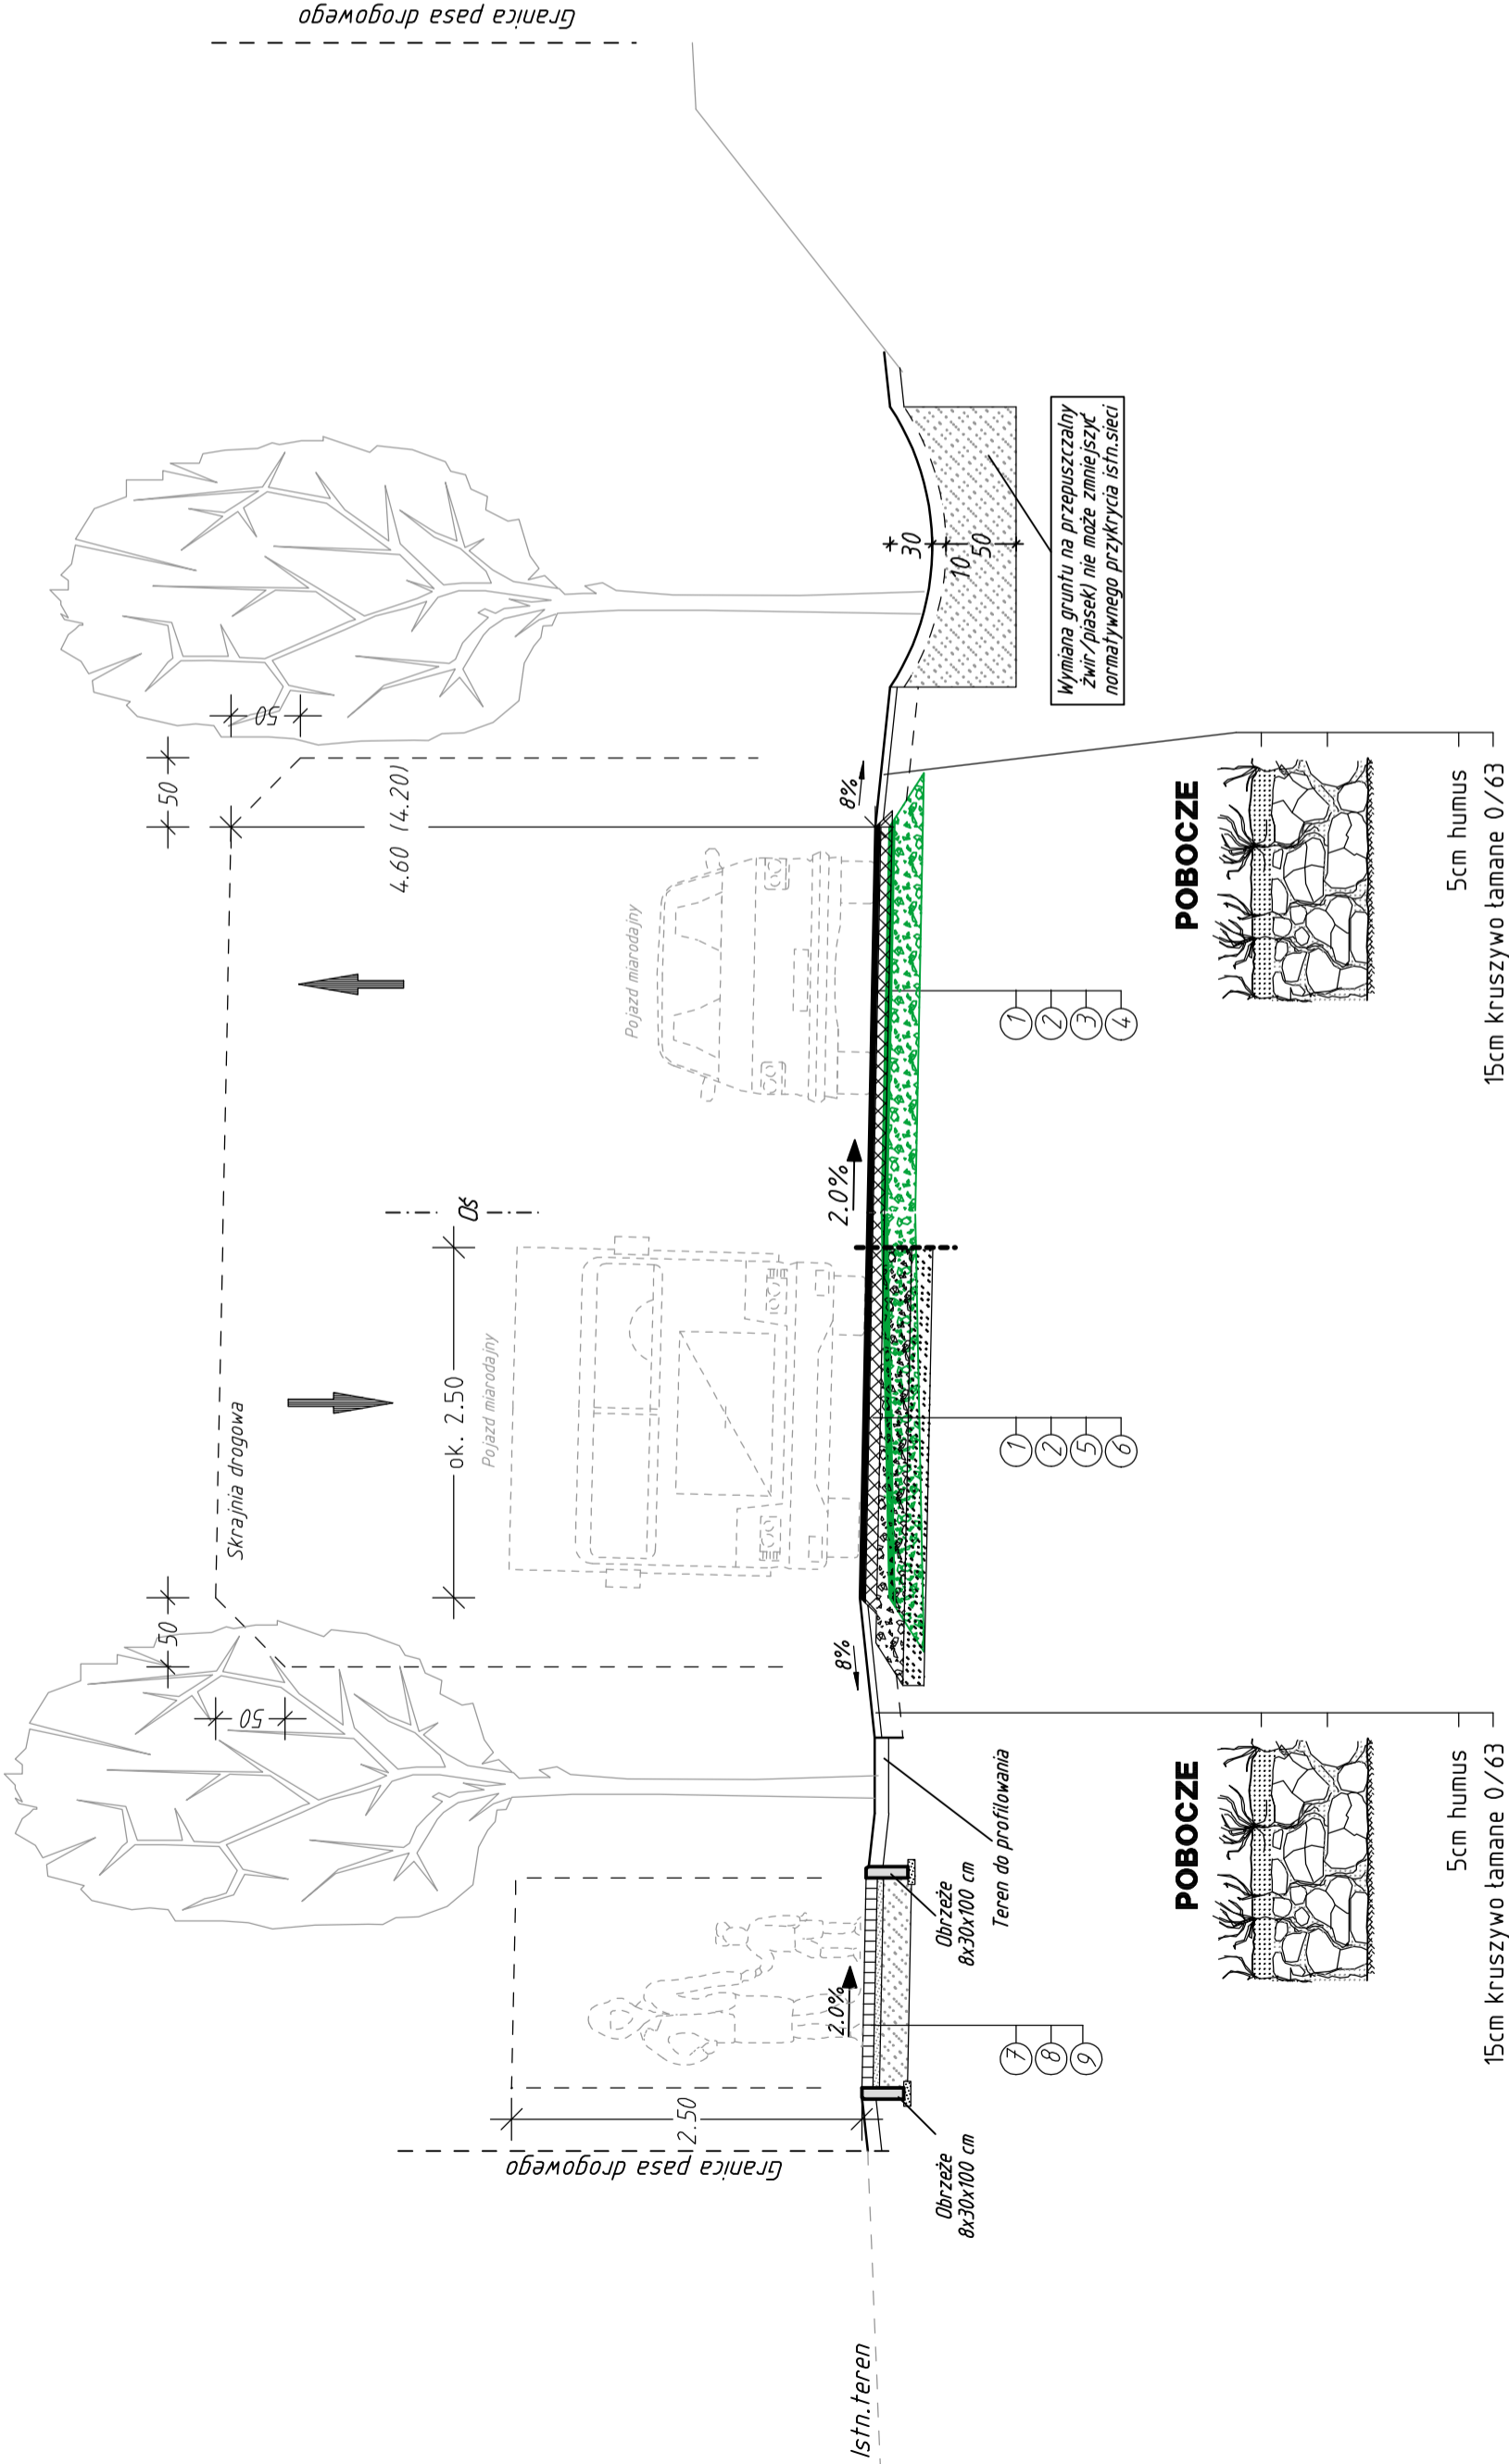 Granica pasa drogowego
50
50
50
50
4.60 (4.20)
Skrajnia drogowa
Oś
ok. 2.50
Pojazd miarodajny
Pojazd miarodajny
Granica pasa drogowego
2.50
2.0%
8%
2.0%
8%
30
10
50
Istn.teren
Obrzeże
8x30x100 cm
Obrzeże
8x30x100 cm
Teren do profilowania
7
8
9
1
2
5
6
1
2
3
4
Wymiana gruntu na przepuszczalny
żwir/piasek) nie może zmniejszyć
normatywnego przykrycia istn.sieci
POBOCZE
5cm humus
15cm kruszywo łamane 0/63
POBOCZE
5cm humus
15cm kruszywo łamane 0/63